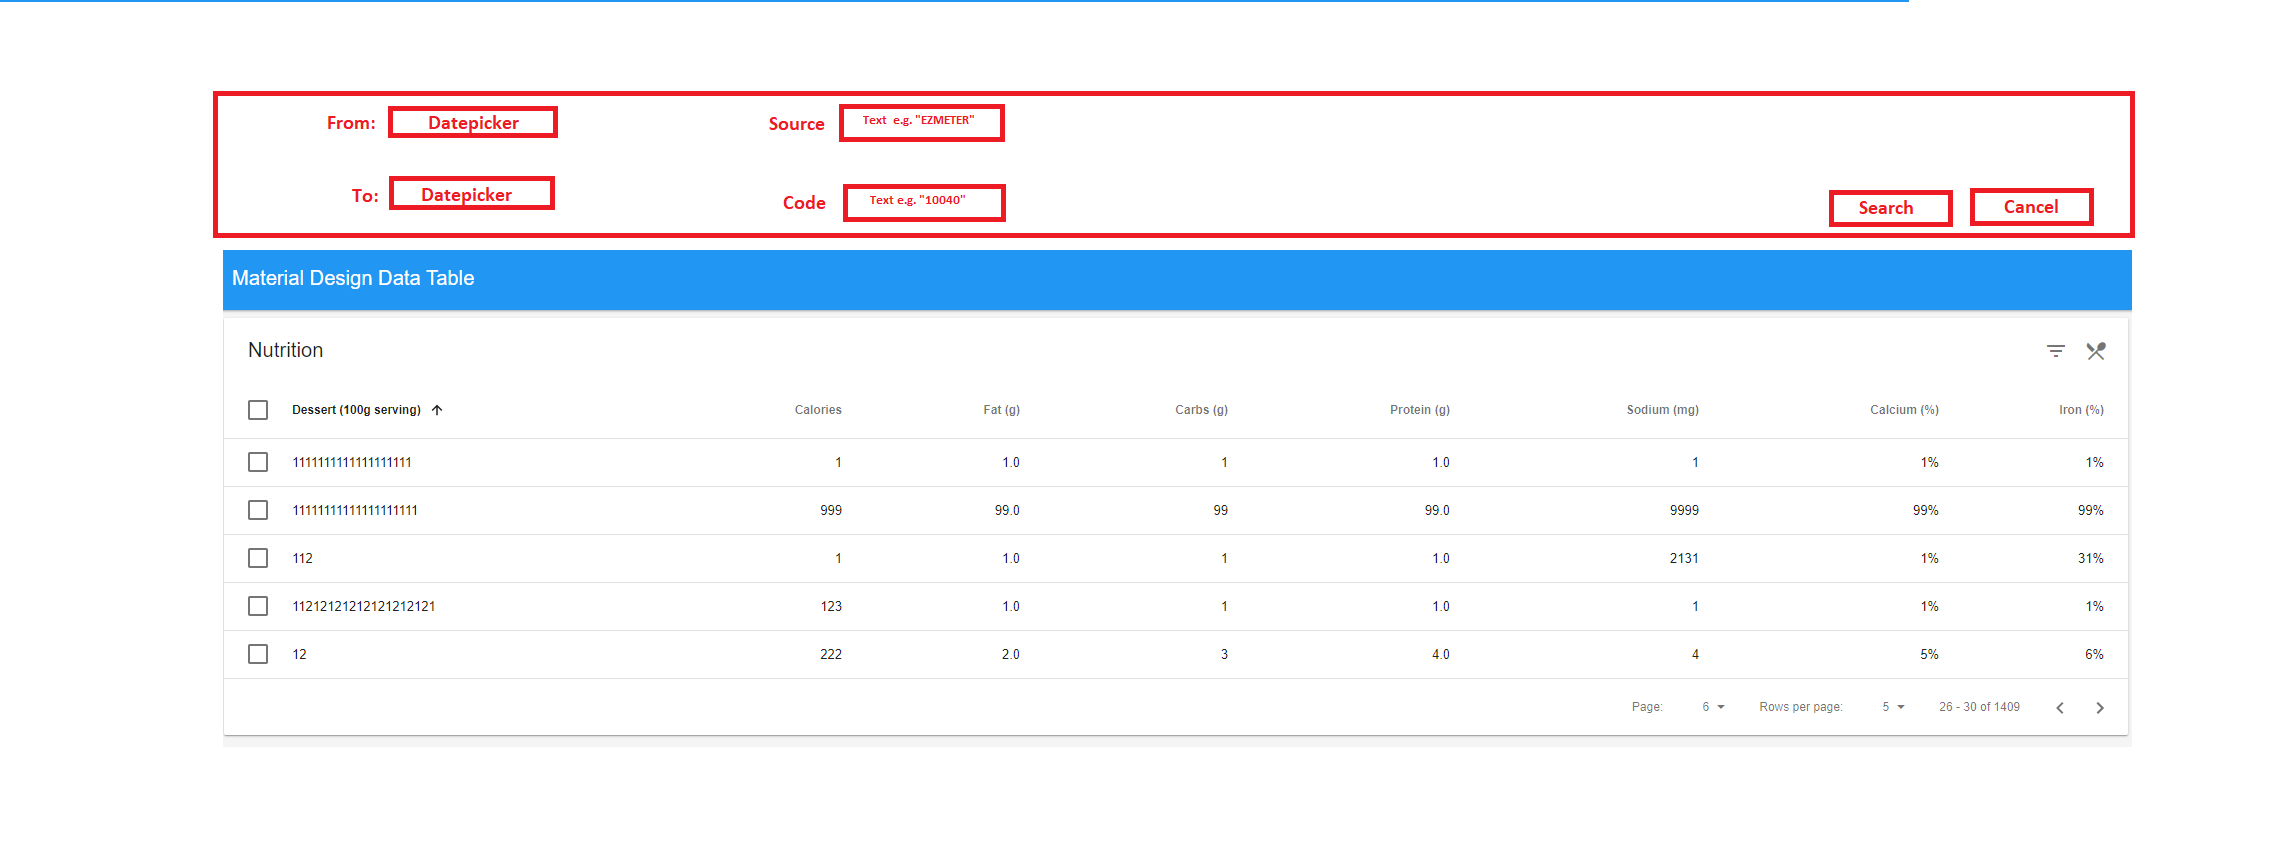 From: Datepicker Source Text e.g. "EZMETER"
To: Datepicker Code Text e.g. "10040" Search Cancel
Material Design Data Table
Nutrition
Dessert (100g serving) Calories Fat (g) Carbs (g) Protein (g) Sodium (mg) Calcium (%) Iron (%)
1111111111111111111 1 1.0 1 1.0 1 1% 1%
11111111111111111111 999 99.0 99 99.0 9999 99% 99%
112 1 1.0 1 1.0 2131 1% 31%
11212121212121212121 123 1.0 1 1.0 1 1% 1%
12 222 2.0 3 4.0 4 5% 6%
Page: 6 Rows per page: 5 26 - 30 of 1409